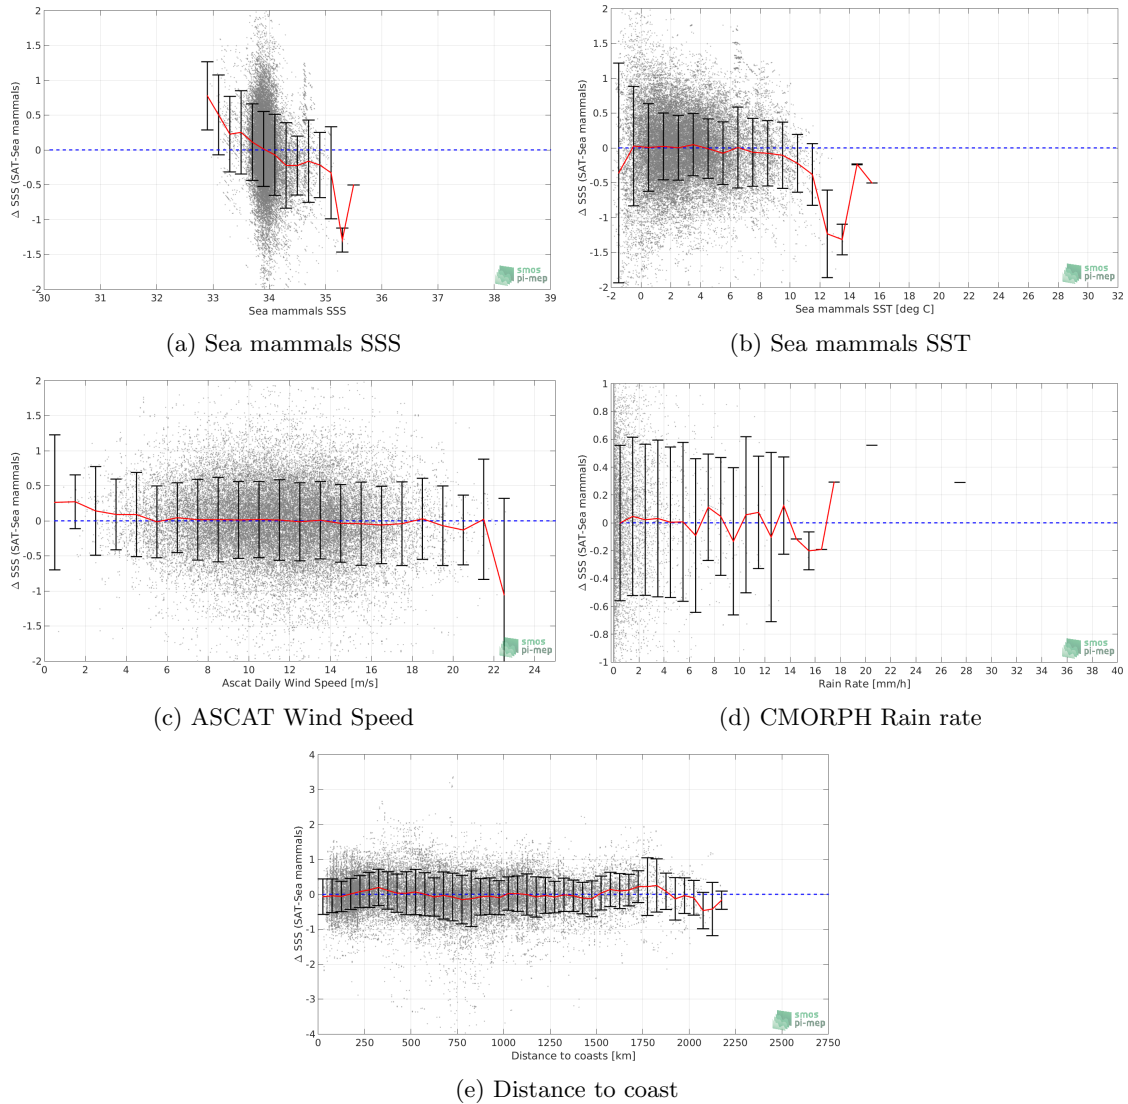 2
1.5
1
0.5
0
-0.5
-1
-1.5
-2
Δ SSS (SAT-Sea mammals)
30 31 32 33 34 35 36 37 38 39
Sea mammals SSS
smos
pi-mep
(a) Sea mammals SSS
2
1.5
1
0.5
0
-0.5
-1
-1.5
-2
Δ SSS (SAT-Sea mammals)
-2 0 2 4 6 8 10 12 14 16 18 20 22 24 26 28 30 32
Sea mammals SST [deg C]
smos
pi-mep
(b) Sea mammals SST
2
1.5
1
0.5
0
-0.5
-1
-1.5
-2
Δ SSS (SAT-Sea mammals)
0 2 4 6 8 10 12 14 16 18 20 22 24
Ascat Daily Wind Speed [m/s]
smos
pi-mep
(c) ASCAT Wind Speed
1
0.8
0.6
0.4
0.2
0
-0.2
-0.4
-0.6
-0.8
-1
Δ SSS (SAT-Sea mammals)
0 2 4 6 8 10 12 14 16 18 20 22 24 26 28 30 32 34 36 38 40
Rain Rate [mm/h]
smos
pi-mep
(d) CMORPH Rain rate
4
3
2
1
0
-1
-2
-3
-4
Δ SSS (SAT-Sea mammals)
0 250 500 750 1000 1250 1500 1750 2000 2250 2500 2750
Distance to coasts [km]
smos
pi-mep
(e) Distance to coast